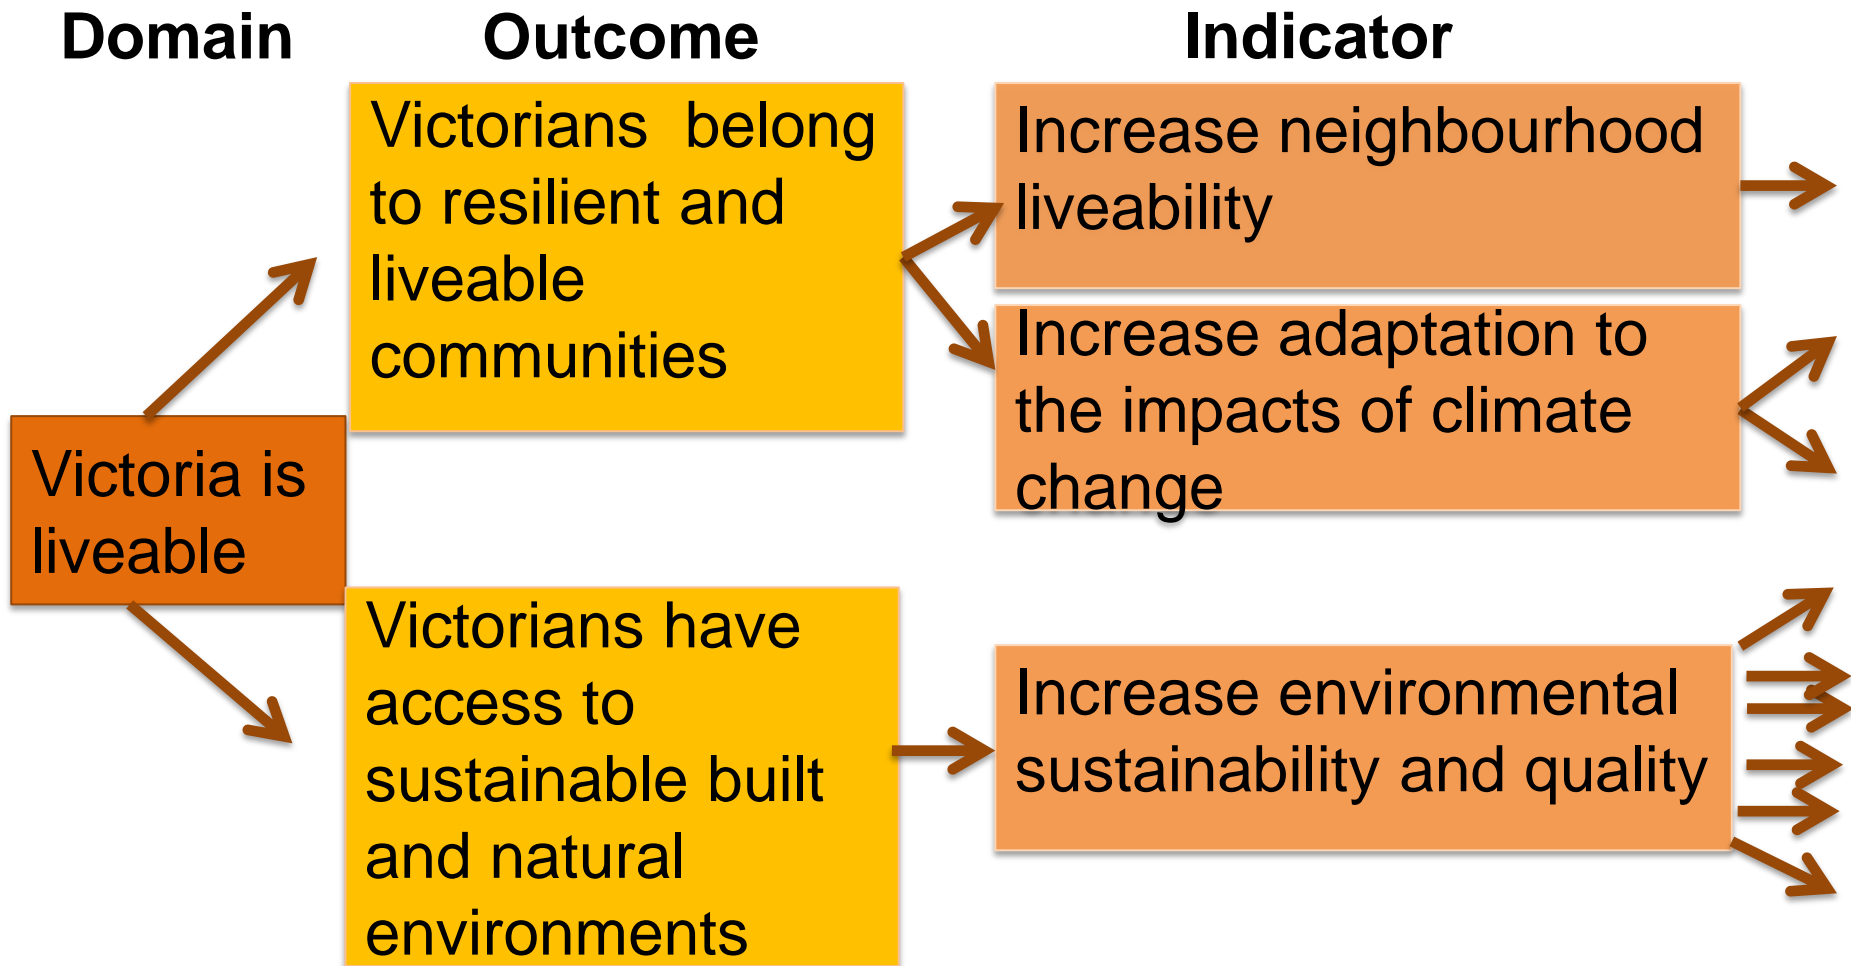 Domain Outcome Indicator
Victorians belong
to resilient and
liveable
communities
Increase neighbourhood
liveability
Increase adaptation to
the impacts of climate
change
Victoria is
liveable
Victorians have
access to
sustainable built
and natural
environments
Increase environmental
sustainability and quality